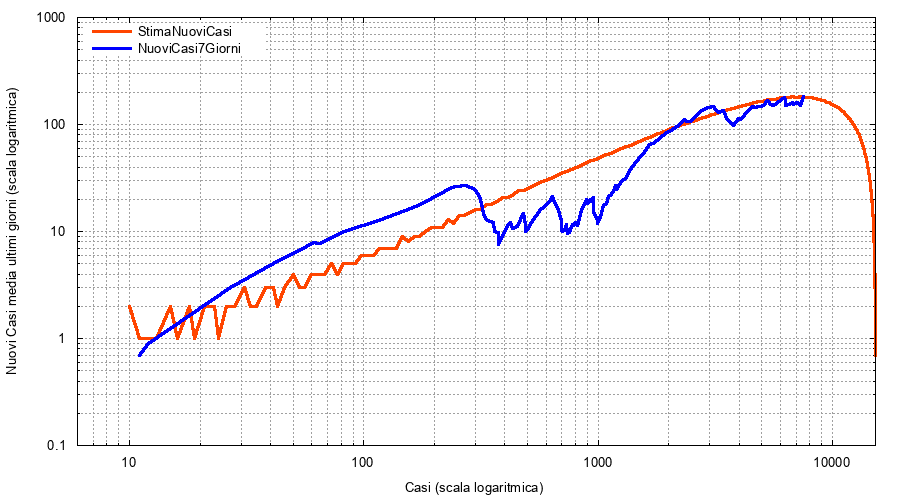 1000
100
10
1
0.1
StimaNuoviCasi
NuoviCasi7Giorni
Nuovi Casi media ultimi giorni (scala logaritmica)
10 100 1000 10000
Casi (scala logaritmica)